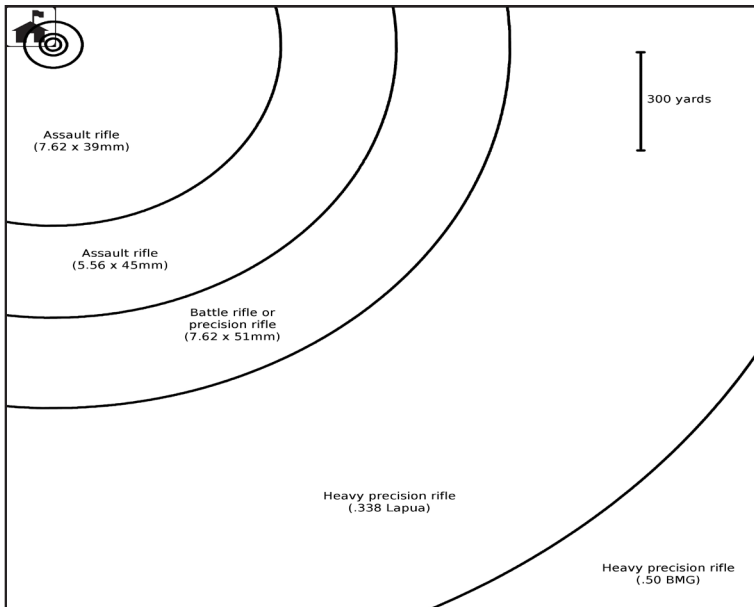 300 yards
Assault rifle
(7.62 x 39mm)
Assault rifle
(5.56 x 45mm)
Battle rifle or
precision rifle
(7.62 x 51mm)
Heavy precision rifle
(.338 Lapua)
Heavy precision rifle
(.50 BMG)